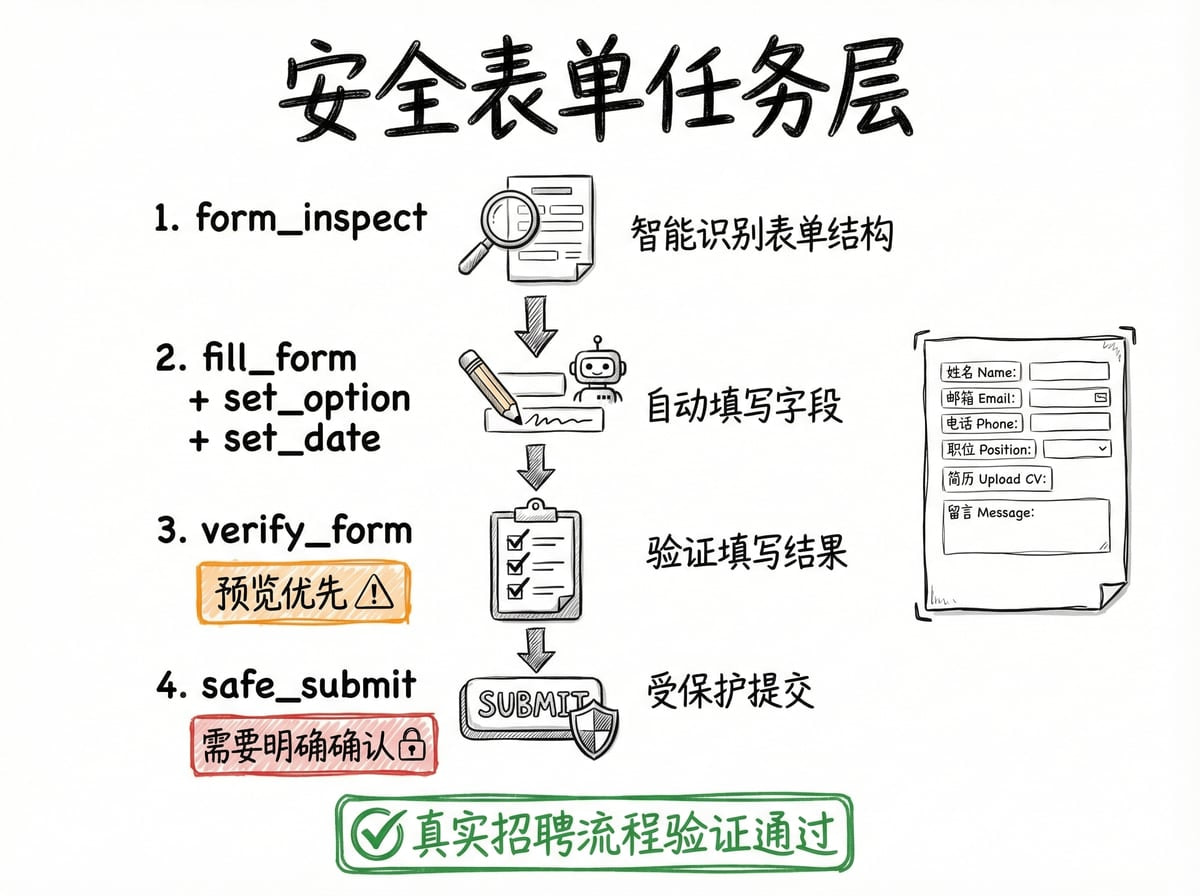 安全表单任务层
1. form_inspect
智能识别表单结构
2. fill_form
+ set_option
+ set_date
自动填写字段
3. verify_form
预览优先
验证填写结果
4. safe_submit
需要明确确认
SUBMIT
受保护提交
姓名 Name:
邮箱 Email:
电话 Phone:
职位 Position:
简历 Upload CV:
留言 Message:
真实招聘流程验证通过